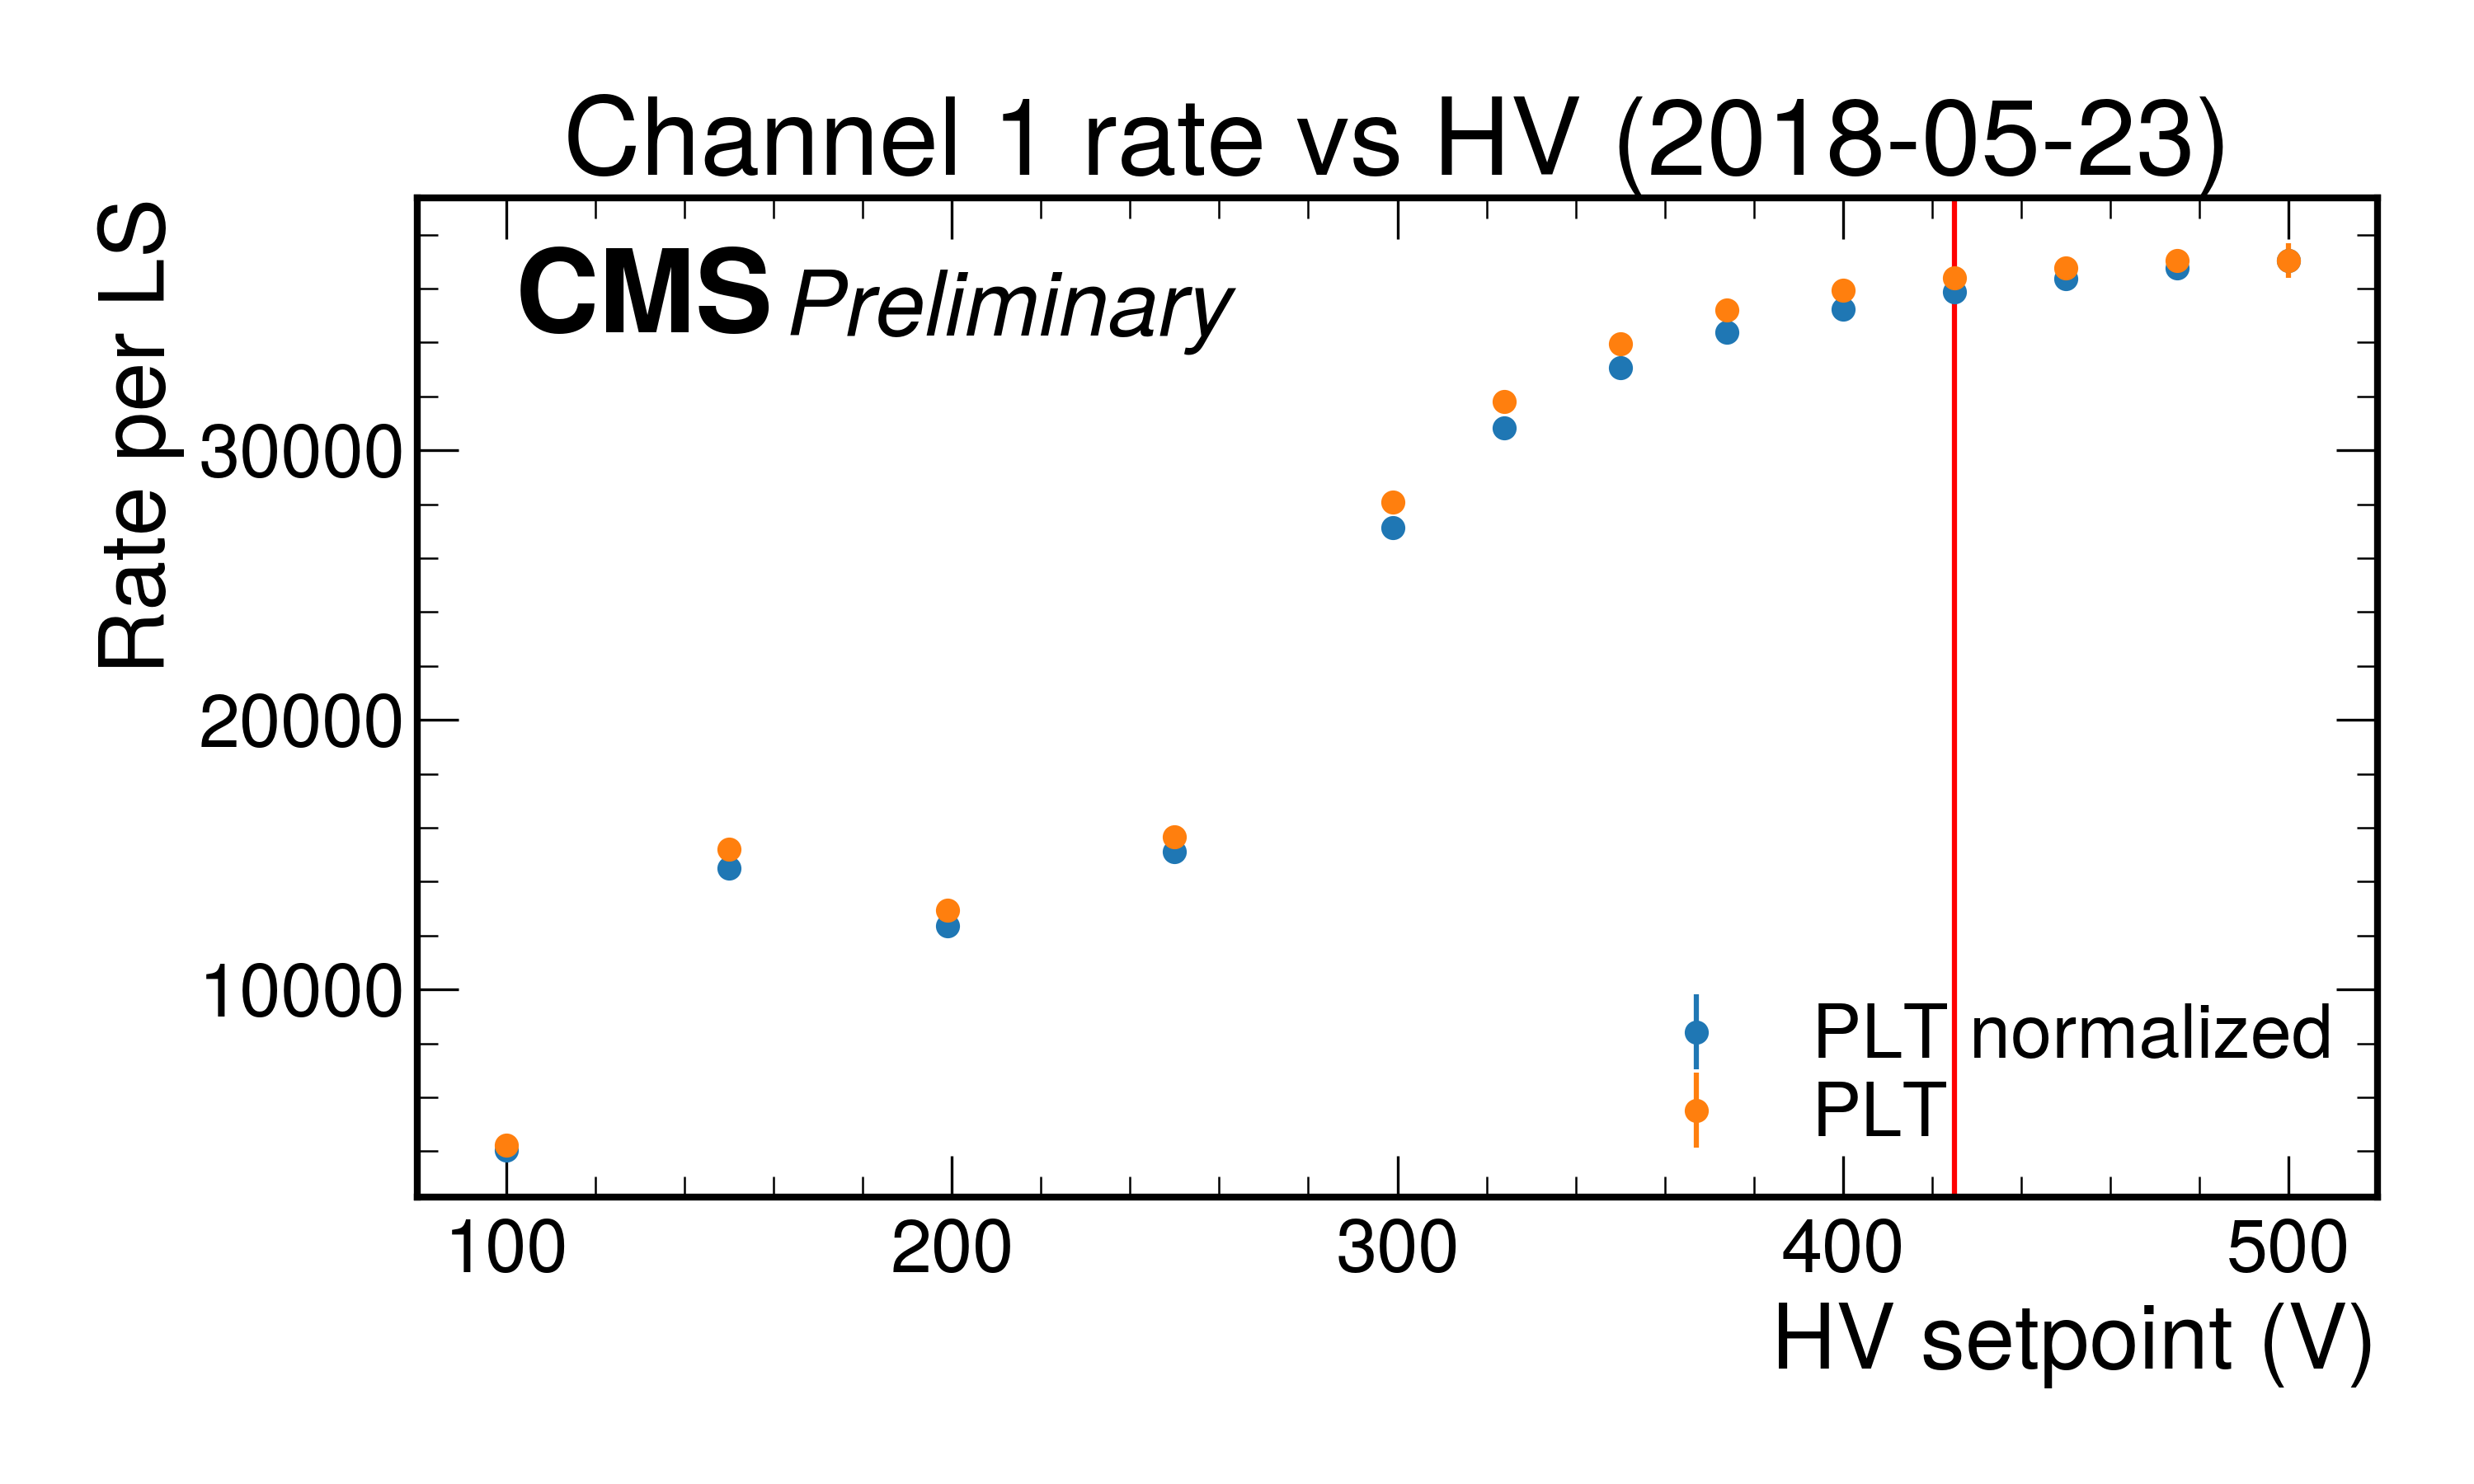 Channel 1 rate vs HV (2018-05-23)
CMS Preliminary
Rate per LS
30000
20000
10000
PLT normalized
PLT
100 200 300 400 500
HV setpoint (V)